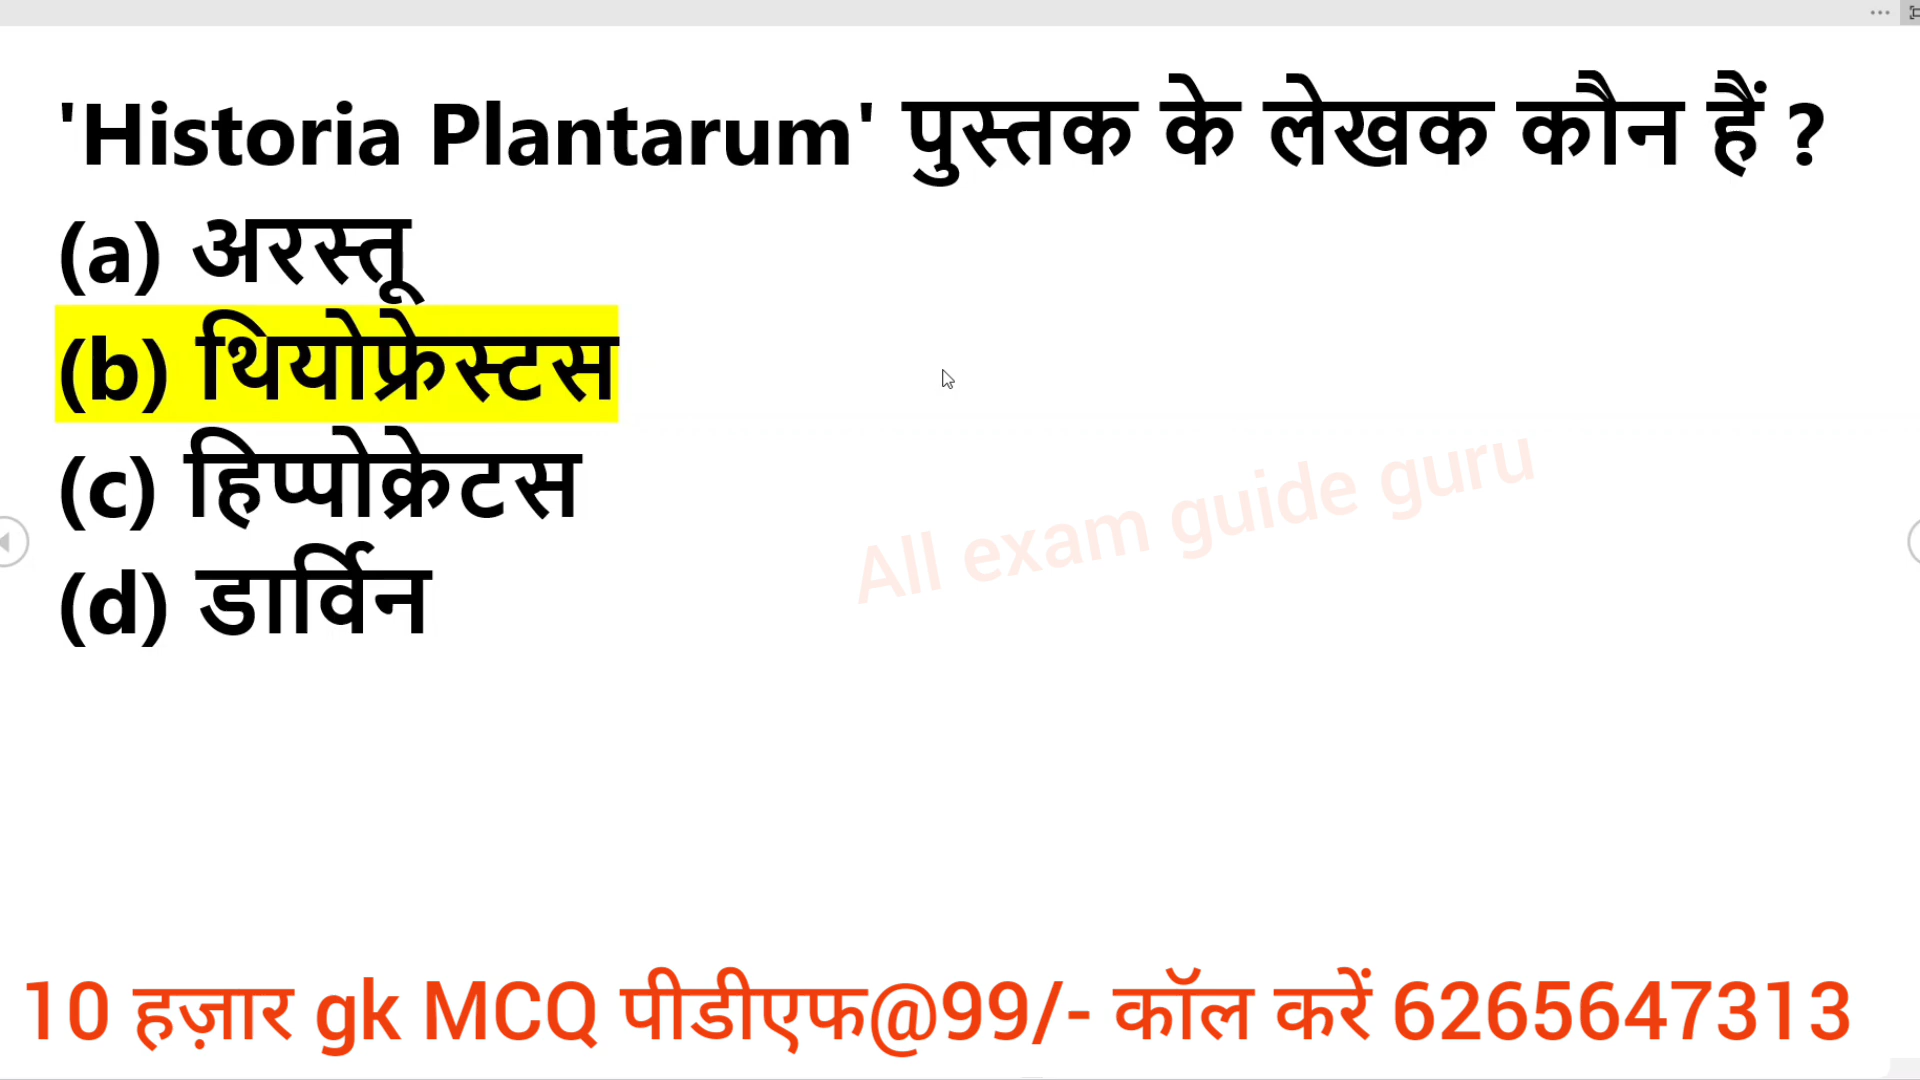 'Historia Plantarum' पुस्तक के लेखक कौन हैं ?
(a) अरस्तू
(b) थियोफ्रेस्टस
(c) हिप्पोक्रेटस
(d) डार्विन
All exam guide guru
10 हज़ार gk MCQ पीडीएफ@99/- कॉल करें 6265647313